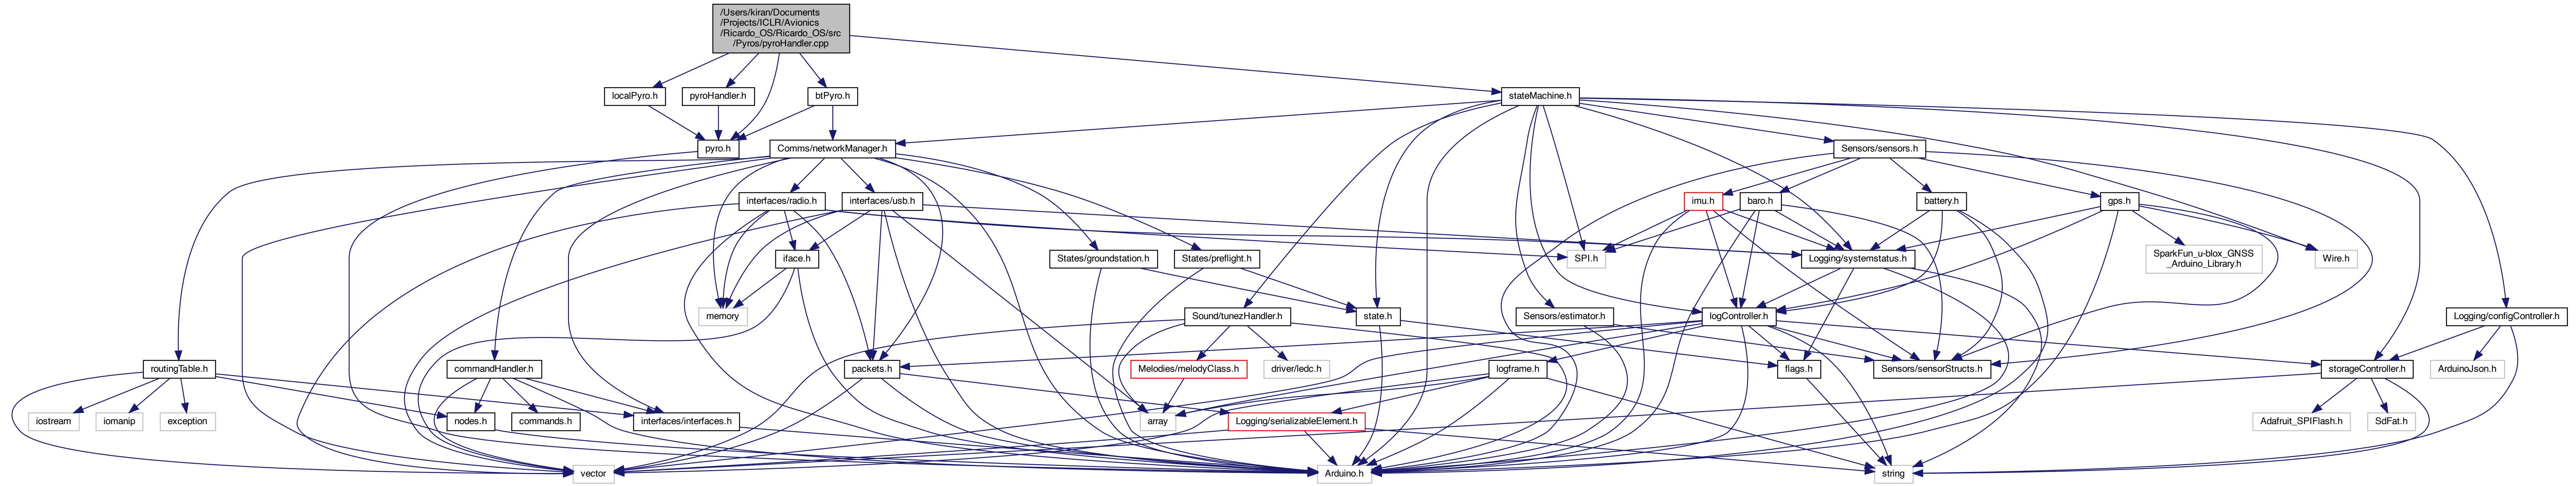 /Users/kiran/Documents
/Projects/ICLR/Avionics
/Ricardo_OS/Ricardo_OS/src
/Pyros/pyroHandler.cpp
localPyro.h
pyroHandler.h
btPyro.h
stateMachine.h
pyro.h
Comms/networkManager.h
Sensors/sensors.h
interfaces/radio.h
interfaces/usb.h
imu.h
baro.h
battery.h
gps.h
iface.h
States/groundstation.h
States/preflight.h
SPI.h
Logging/systemstatus.h
SparkFun_u-blox_GNSS
_Arduino_Library.h
Wire.h
memory
Sound/tunezHandler.h
state.h
Sensors/estimator.h
logController.h
Logging/configController.h
routingTable.h
commandHandler.h
packets.h
Melodies/melodyClass.h
driver/ledc.h
logframe.h
flags.h
Sensors/sensorStructs.h
storageController.h
ArduinoJson.h
iostream
iomanip
exception
nodes.h
commands.h
interfaces/interfaces.h
array
Logging/serializableElement.h
Adafruit_SPIFlash.h
SdFat.h
vector
Arduino.h
string